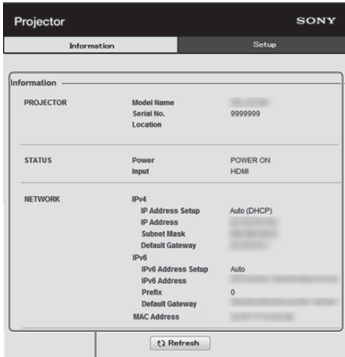 Projector SONY
Information Setup
Information
PROJECTOR Model Name
Serial No. 9999999
Location
STATUS Power POWER ON
Input HDMI
NETWORK IPv4
IP Address Setup Auto (DHCP)
IP Address
Subnet Mask
Default Gateway
IPv6
IPv6 Address Setup Auto
IPv6 Address
Prefix 0
Default Gateway
MAC Address
Refresh